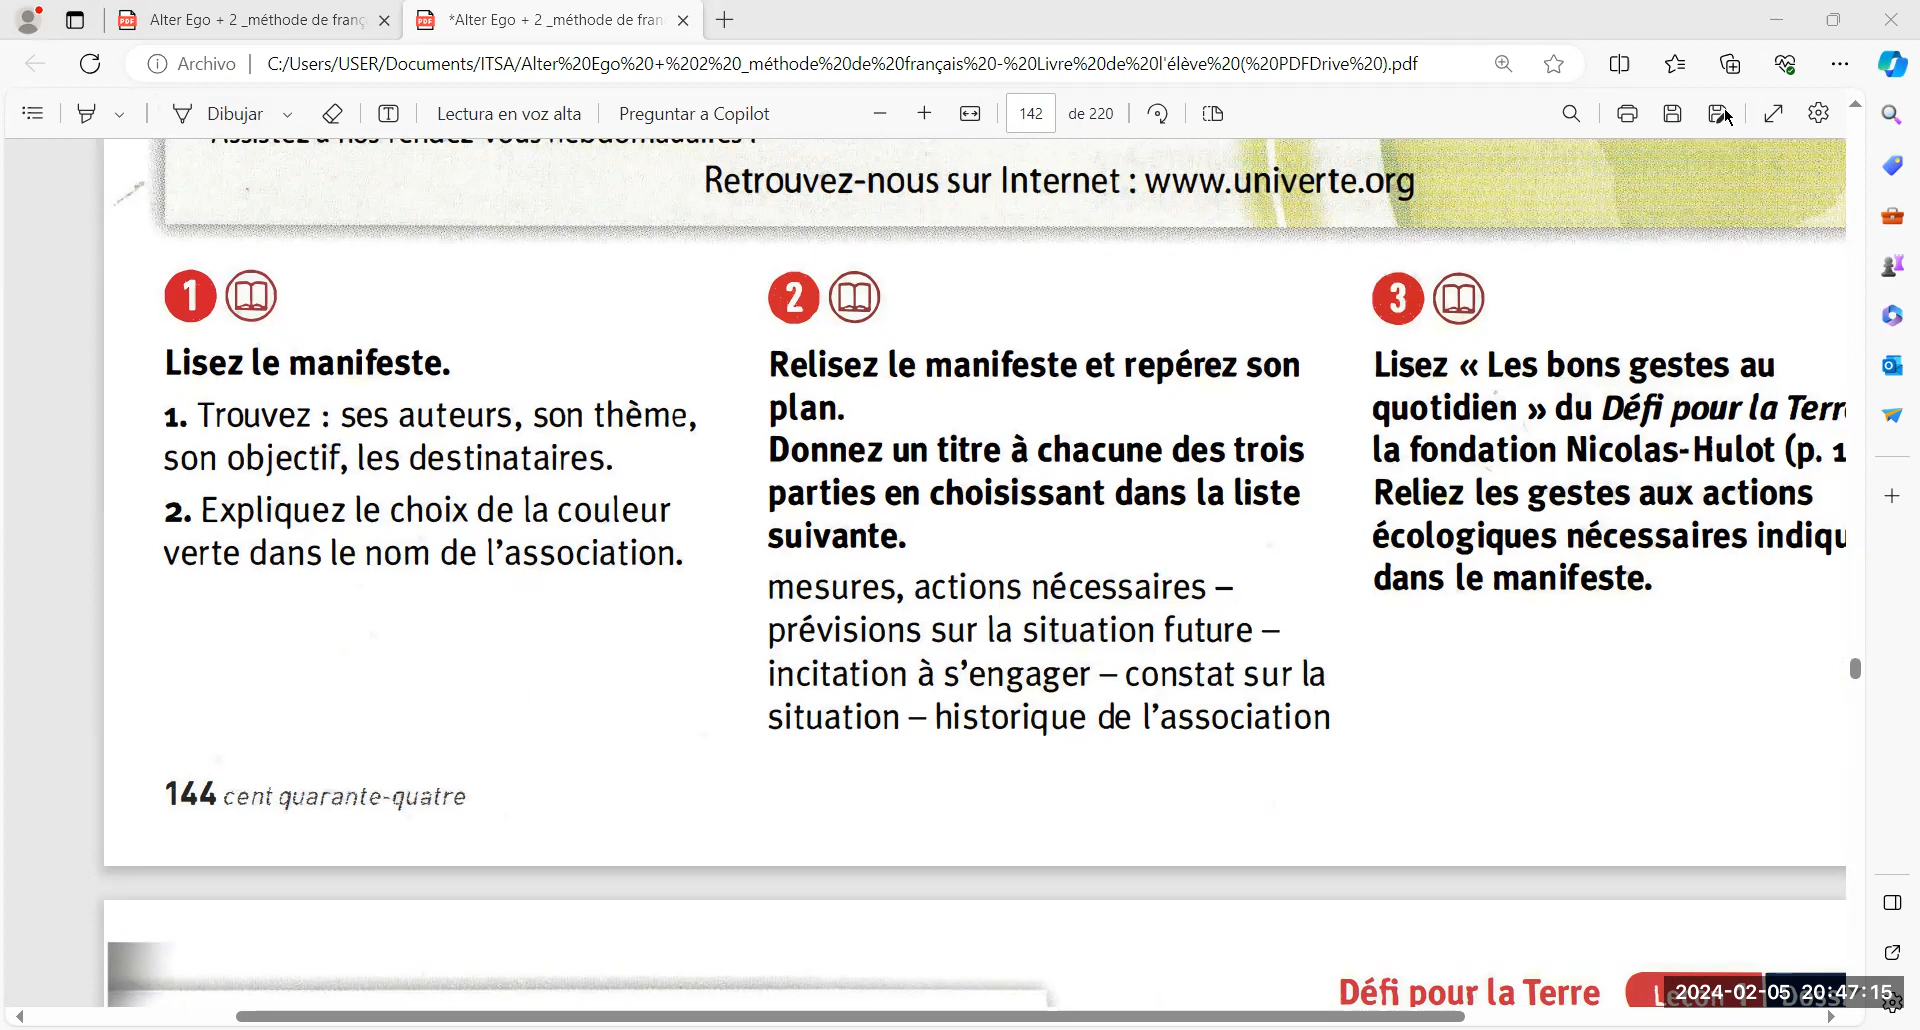 Alter Ego + 2 _méthode de franç
*Alter Ego + 2 _méthode de fran
Archivo
C:/Users/USER/Documents/ITSA/Alter%20Ego%20+%202%20_méthode%20de%20français%20-%20Livre%20de%20l'élève%20(%20PDFDrive%20).pdf
Dibujar
Lectura en voz alta
Preguntar a Copilot
142
de 220
Assistez à nos rendez-vous hebdomadaires !
Retrouvez-nous sur Internet : www.univerte.org
1
Lisez le manifeste.
1. Trouvez : ses auteurs, son thème,
son objectif, les destinataires.
2. Expliquez le choix de la couleur
verte dans le nom de l'association.
2
Relisez le manifeste et repérez son
plan.
Donnez un titre à chacune des trois
parties en choisissant dans la liste
suivante.
mesures, actions nécessaires –
prévisions sur la situation future –
incitation à s'engager – constat sur la
situation – historique de l'association
3
Lisez « Les bons gestes au
quotidien » du Défi pour la Terre
la fondation Nicolas-Hulot (p. 1
Reliez les gestes aux actions
écologiques nécessaires indiqu
dans le manifeste.
144 cent quarante-quatre
Défi pour la Terre
2024-02-05 20:47:15